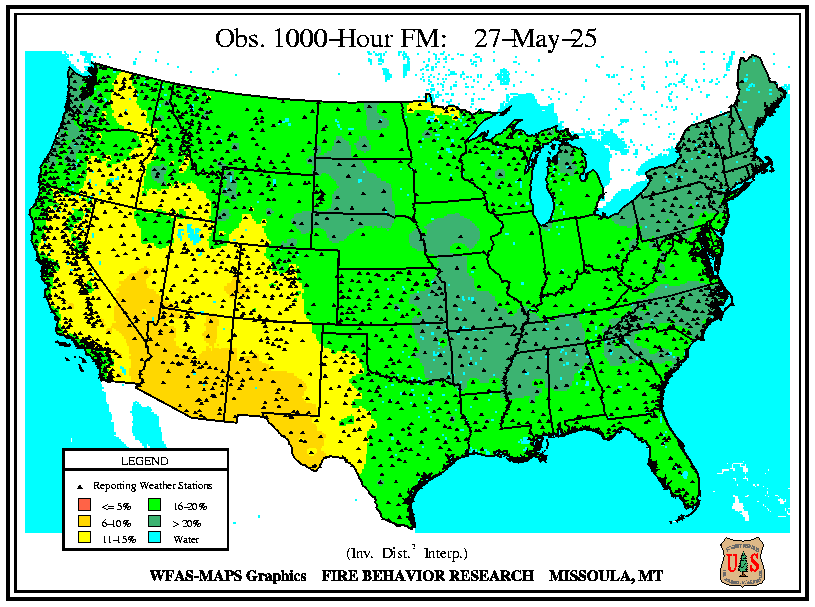 Obs. 1000-Hour FM: 27-May-25
LEGEND
Reporting Weather Stations
<= 5% 16-20%
6-10% > 20%
11-15% Water
(Inv. Dist.² Interp.)
WFAS-MAPS Graphics FIRE BEHAVIOR RESEARCH MISSOULA, MT
U S